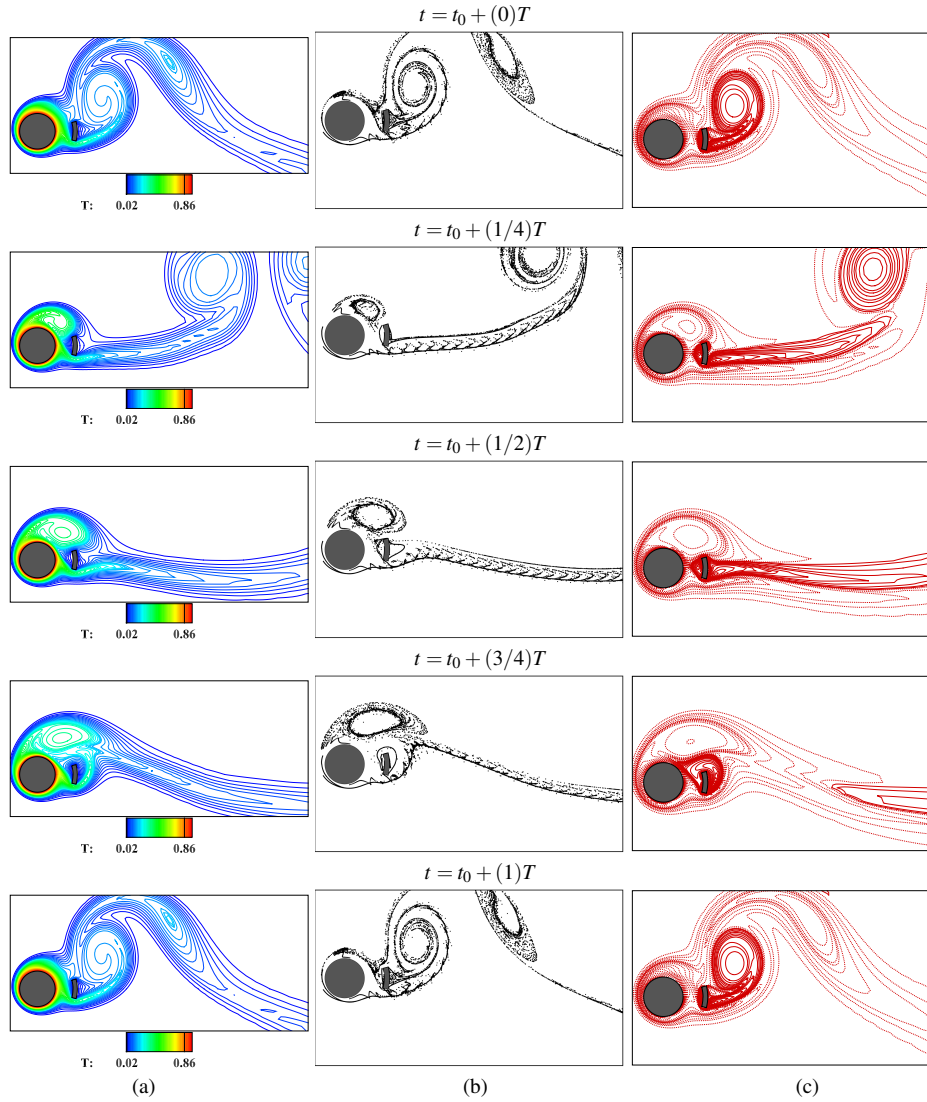 t = t₀ + (0)T
T: 0.02 0.86
t = t₀ + (1/4)T
T: 0.02 0.86
t = t₀ + (1/2)T
T: 0.02 0.86
t = t₀ + (3/4)T
T: 0.02 0.86
t = t₀ + (1)T
T: 0.02 0.86
(a) (b) (c)